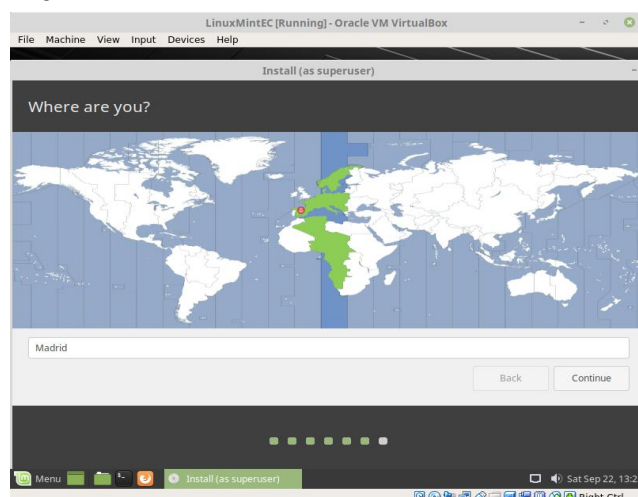 LinuxMintEC [Running] - Oracle VM VirtualBox
File Machine View Input Devices Help
Install (as superuser)
Where are you?
Madrid
Back Continue
Menu Install (as superuser) Sat Sep 22, 13:2
Right Ctrl